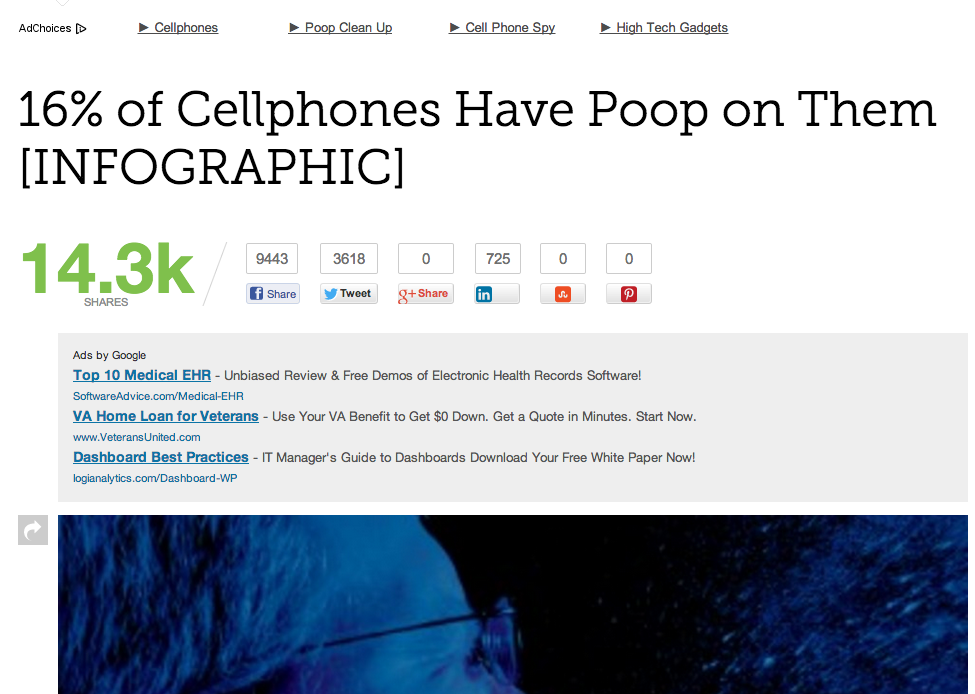 AdChoices ► Cellphones ► Poop Clean Up ► Cell Phone Spy ► High Tech Gadgets
16% of Cellphones Have Poop on Them
[INFOGRAPHIC]
14.3k
SHARES
9443 3618 0 725 0 0
f Share Tweet g+ Share in
Ads by Google
Top 10 Medical EHR - Unbiased Review & Free Demos of Electronic Health Records Software!
SoftwareAdvice.com/Medical-EHR
VA Home Loan for Veterans - Use Your VA Benefit to Get $0 Down. Get a Quote in Minutes. Start Now.
www.VeteransUnited.com
Dashboard Best Practices - IT Manager's Guide to Dashboards Download Your Free White Paper Now!
logianalytics.com/Dashboard-WP